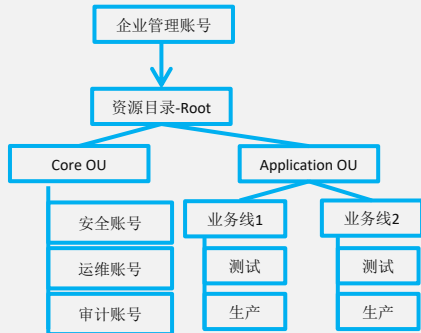 企业管理账号
资源目录-Root
Core OU
Application OU
安全账号
运维账号
审计账号
业务线1
测试
生产
业务线2
测试
生产